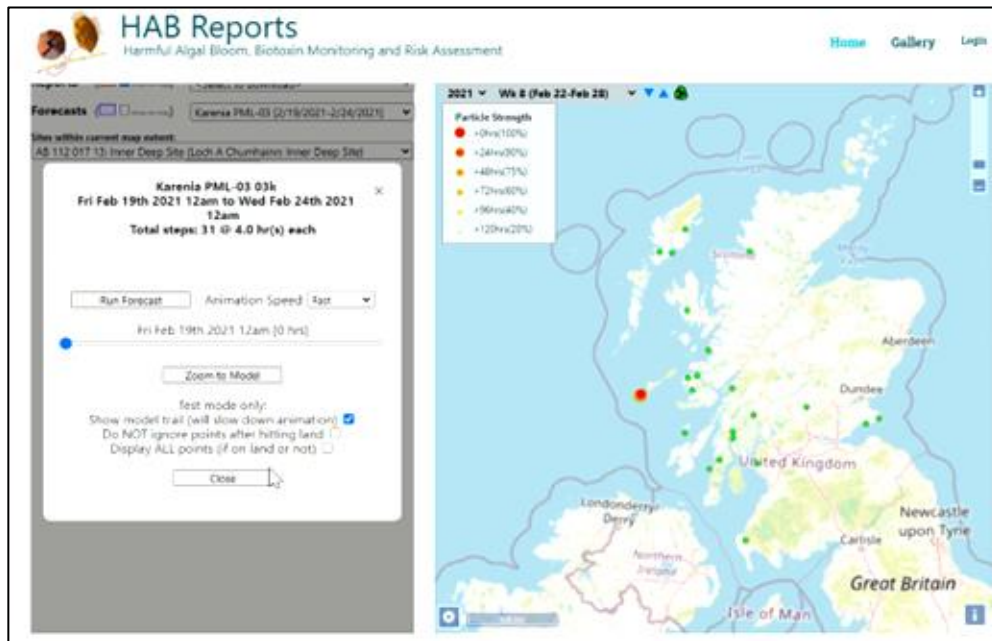 HAB Reports
Harmful Algal Bloom, Biotoxin Monitoring and Risk Assessment
Home Gallery Login
Forecasts
Karenia PML-03 [2/19/2021-2/24/2021]
Sites within current map extent:
AB 112 017 13: Inner Deep Site (Loch A Chumhainn: Inner Deep Site)
Karenia PML-03 03k
Fri Feb 19th 2021 12am to Wed Feb 24th 2021
12am
Total steps: 31 @ 4.0 hr(s) each
×
Run Forecast Animation Speed Fast
Fri Feb 19th 2021 12am [0 hrs]
Zoom to Model
Test mode only:
Show model trail (will slow down animation)
Do NOT ignore points after hitting land
Display ALL points (if on land or not)
Close
2021 Wk 8 (Feb 22-Feb 28)
Particle Strength
+0hrs(100%)
+24hrs(90%)
+48hrs(75%)
+72hrs(60%)
+96hrs(40%)
+120hrs(20%)
Scotland
Moray
Aberdeen
Dundee
United Kingdom
Londonderry/
Derry
Northern
Ireland
Newcastle
upon Tyne
Carlisle
Great Britain
Isle of Man
i